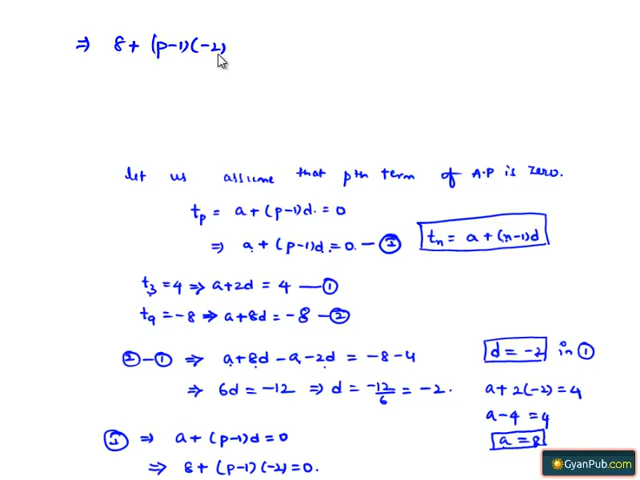 ⇒ 8 + (p-1)(-2)
let us assume that pth term of A.P is zero.
tp = a + (p-1)d. = 0
⇒ a + (p-1)d = 0. — ③
tn = a + (n-1)d
t3 = 4 ⇒ a+2d = 4 — ①
t9 = -8 ⇒ a+8d = -8 — ②
② - ① ⇒ a+8d - a - 2d = -8-4
d = -2 in ①
⇒ 6d = -12 ⇒ d = -12/6 = -2.
a + 2(-2) = 4
a - 4 = 4
a = 8
③ ⇒ a + (p-1)d = 0
⇒ 8 + (p-1)(-2) = 0.
GyanPub.com